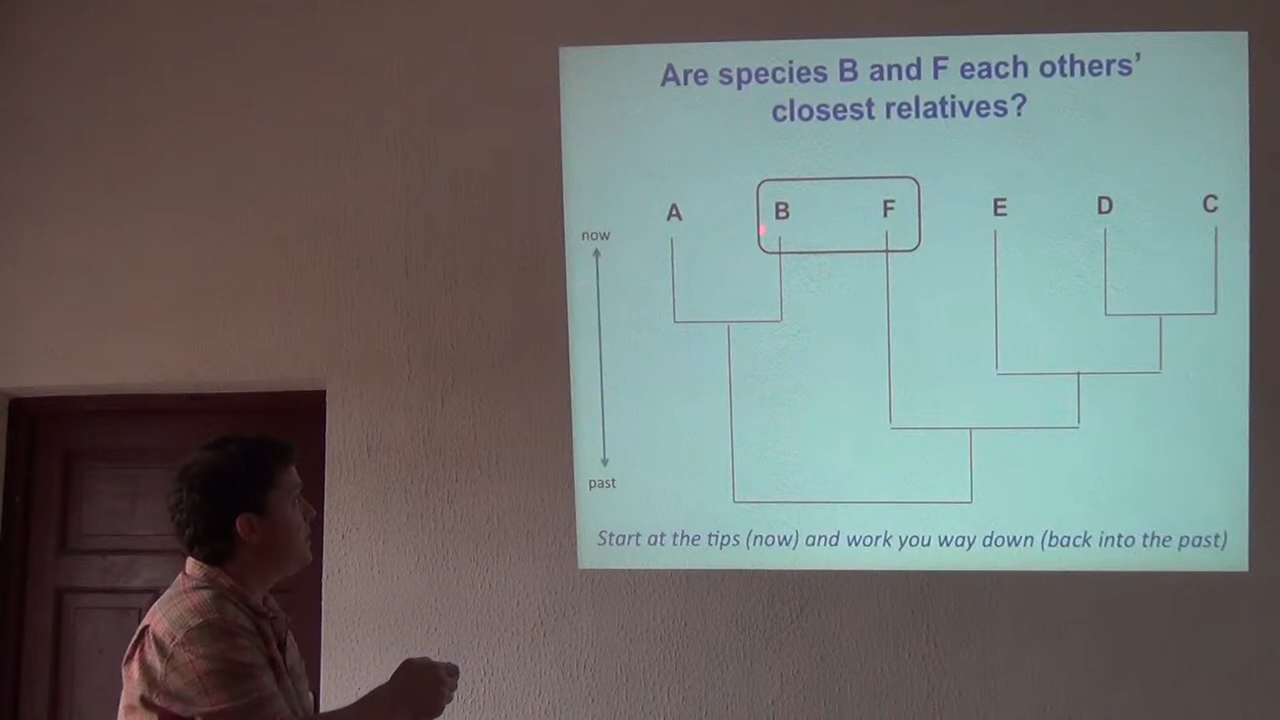 Are species B and F each others’
closest relatives?
A B F E D C
now
past
Start at the tips (now) and work you way down (back into the past)